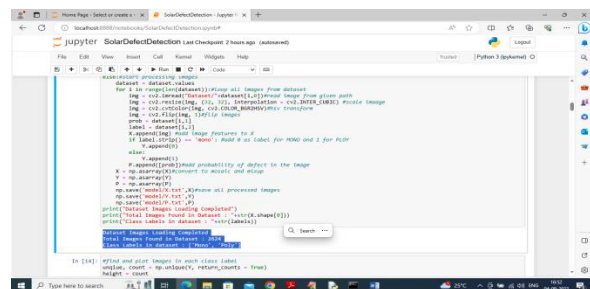 Home Page - Select or create a n
SolarDefectDetection - Jupyter N
localhost:8888/notebooks/SolarDefectDetection.ipynb#
jupyter SolarDefectDetection Last Checkpoint 2 hours ago (autosaved)
Logout
File Edit View Insert Cell Kernel Widgets Help
Trusted
Python 3 (ipykernel)
Run
Code
else:#start processing images
dataset = dataset.values
for i in range(len(dataset)):#loop all images from dataset
img = cv2.imread("Dataset/"+dataset[i,0])#read image from given path
img = cv2.resize(img, (32, 32), interpolation = cv2.INTER_CUBIC) #scale image
img = cv2.cvtColor(img, cv2.COLOR_BGR2HSV)#hsv transform
img = cv2.flip(img, 1)#flip images
prob = dataset[i,1]
label = dataset[i,2]
X.append(img) #add image features to X
if label.strip() == 'mono': #add 0 as label for MONO and 1 for PLOY
Y.append(0)
else:
Y.append(1)
P.append([prob])#add probability of defect in the image
X = np.asarray(X)#convert to mosaic and mixup
Y = np.asarray(Y)
P = np.asarray(P)
np.save('model/X.txt',X)#save all processed images
np.save('model/Y.txt',Y)
np.save('model/P.txt',P)
print("Dataset Images Loading Completed")
print("Total Images Found in Dataset : "+str(X.shape[0]))
print("Class Labels in dataset : "+str(labels))
Dataset Images Loading Completed
Total Images Found in Dataset : 2624
Class Labels in dataset : ['Mono', 'Poly']
Search
In [14]: #find and plot images in each class label
unique, count = np.unique(Y, return_counts = True)
height = count
Type here to search
25°C
ENG
16:52